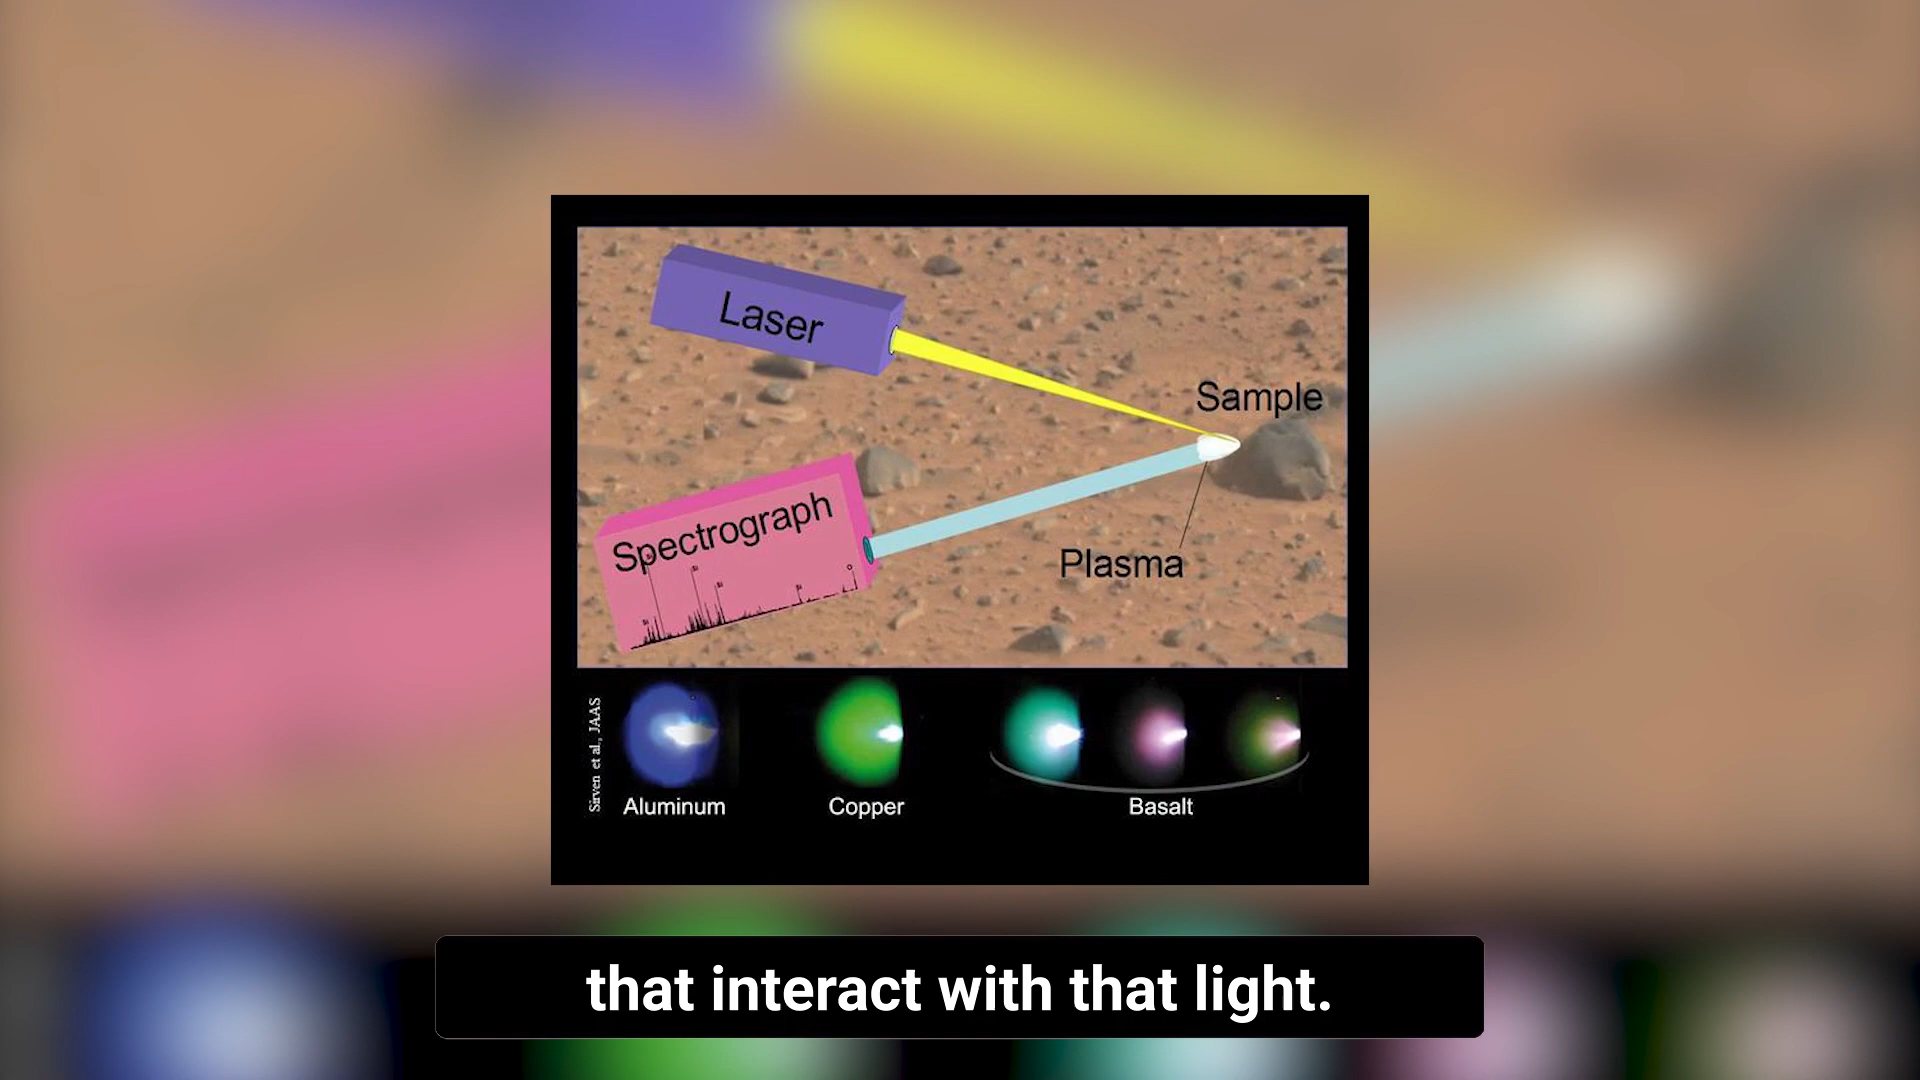 Laser
Sample
Spectrograph
Plasma
Sirven et al., JAAS
Aluminum
Copper
Basalt
that interact with that light.